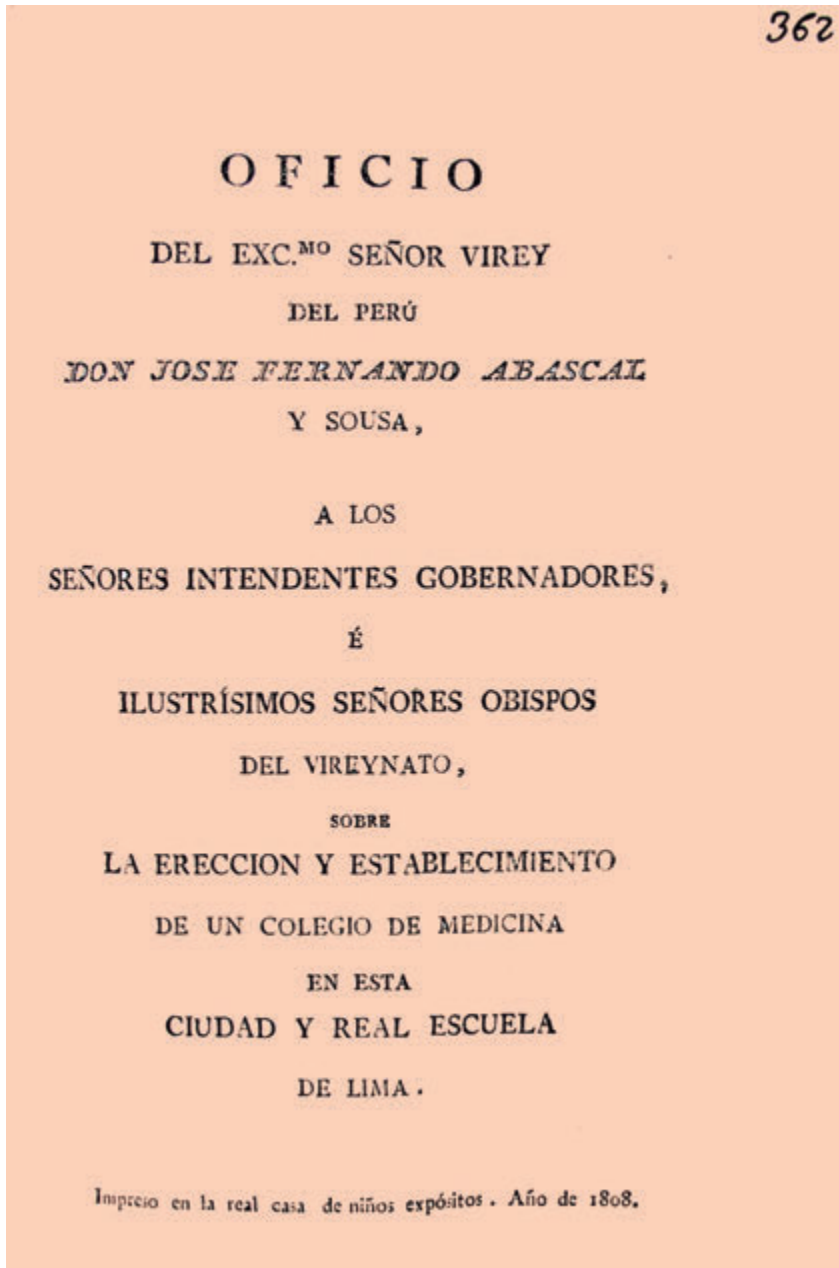 362
OFICIO
DEL EXC.MO SEÑOR VIREY
DEL PERÚ
DON JOSE FERNANDO ABASCAL
Y SOUSA,
A LOS
SEÑORES INTENDENTES GOBERNADORES,
É
ILUSTRÍSIMOS SEÑORES OBISPOS
DEL VIREYNATO,
SOBRE
LA ERECCION Y ESTABLECIMIENTO
DE UN COLEGIO DE MEDICINA
EN ESTA
CIUDAD Y REAL ESCUELA
DE LIMA.
Impreso en la real casa de niños expósitos. Año de 1808.